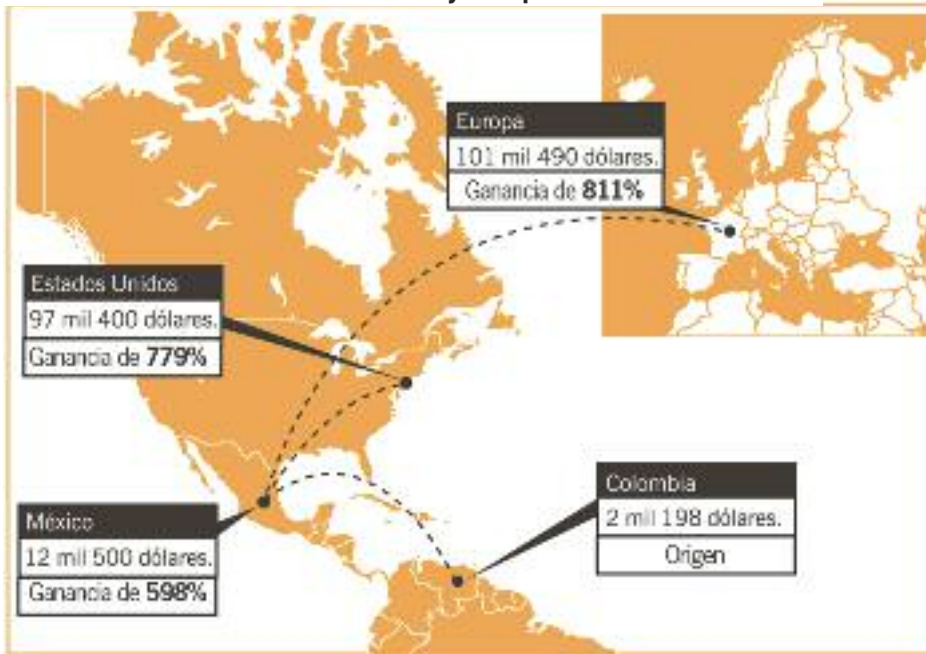 Europa
101 mil 490 dólares.
Ganancia de 811%
Estados Unidos
97 mil 400 dólares.
Ganancia de 779%
México
12 mil 500 dólares.
Ganancia de 598%
Colombia
2 mil 198 dólares.
Origen